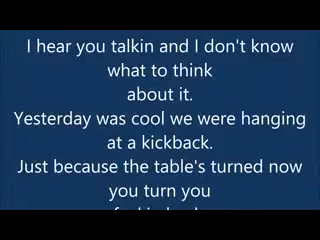 I hear you talkin and I don't know
what to think
about it.
Yesterday was cool we were hanging
at a kickback.
Just because the table's turned now
you turn you